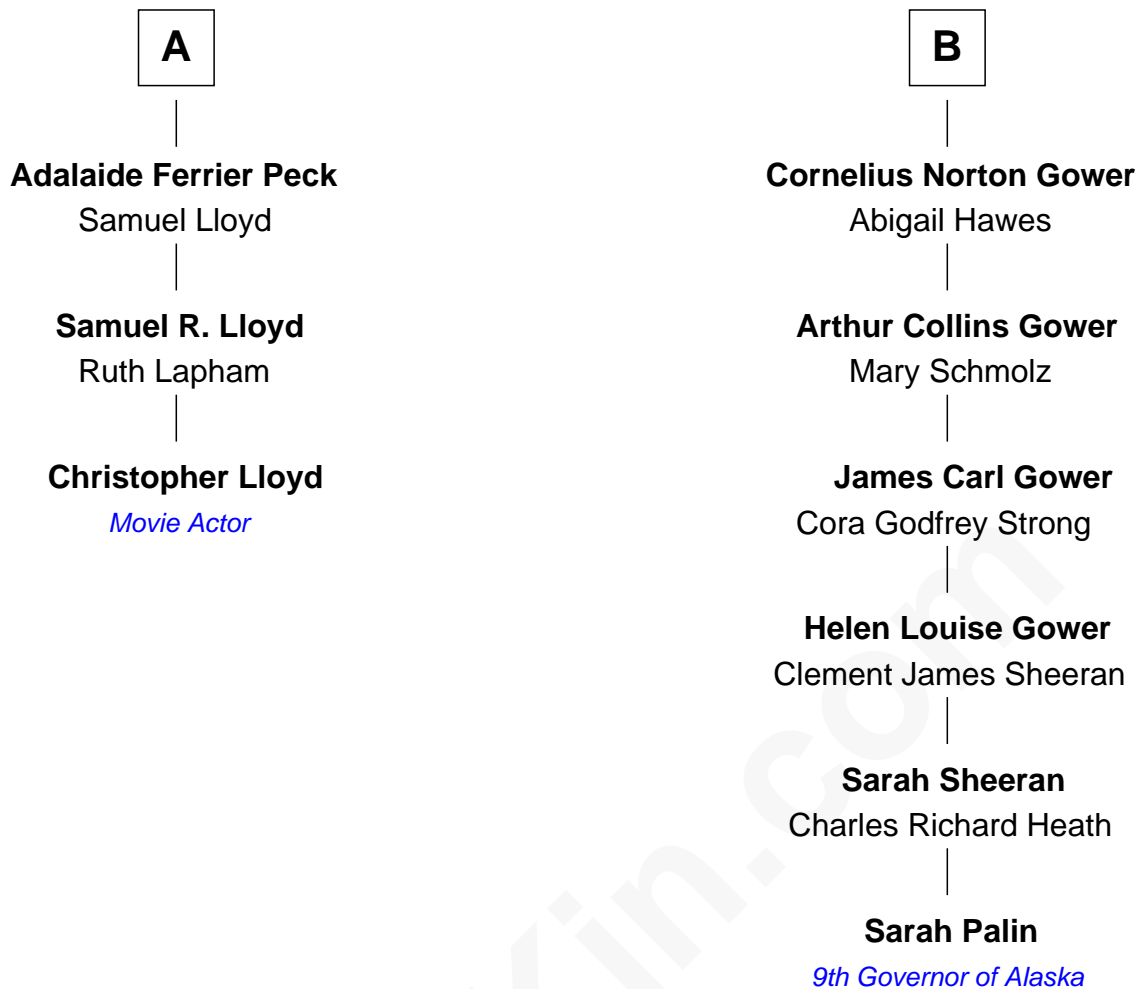 A
Adalaide Ferrier Peck
Samuel Lloyd
Samuel R. Lloyd
Ruth Lapham
Christopher Lloyd
Movie Actor
B
Cornelius Norton Gower
Abigail Hawes
Arthur Collins Gower
Mary Schmolz
James Carl Gower
Cora Godfrey Strong
Helen Louise Gower
Clement James Sheeran
Sarah Sheeran
Charles Richard Heath
Sarah Palin
9th Governor of Alaska